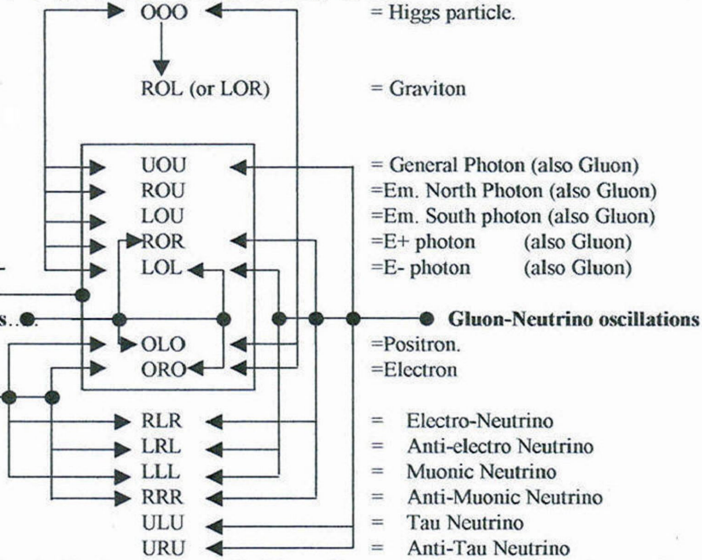 OOO = Higgs particle.
ROL (or LOR) = Graviton
UOU = General Photon (also Gluon)
ROU =Em. North Photon (also Gluon)
LOU =Em. South photon (also Gluon)
ROR =E+ photon (also Gluon)
LOL =E- photon (also Gluon)
s.... Gluon-Neutrino oscillations
OLO =Positron.
ORO =Electron
RLR = Electro-Neutrino
LRL = Anti-electro Neutrino
LLL = Muonic Neutrino
RRR = Anti-Muonic Neutrino
ULU = Tau Neutrino
URU = Anti-Tau Neutrino